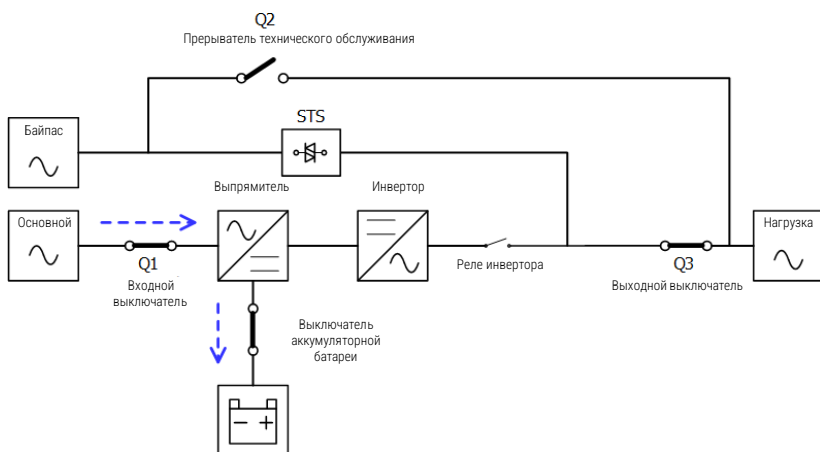 Q2
Прерыватель технического обслуживания
STS
Байпас
Выпрямитель
Инвертор
Основной
Нагрузка
Q1
Входной
выключатель
Реле инвертора
Q3
Выходной выключатель
Выключатель
аккумуляторной
батареи